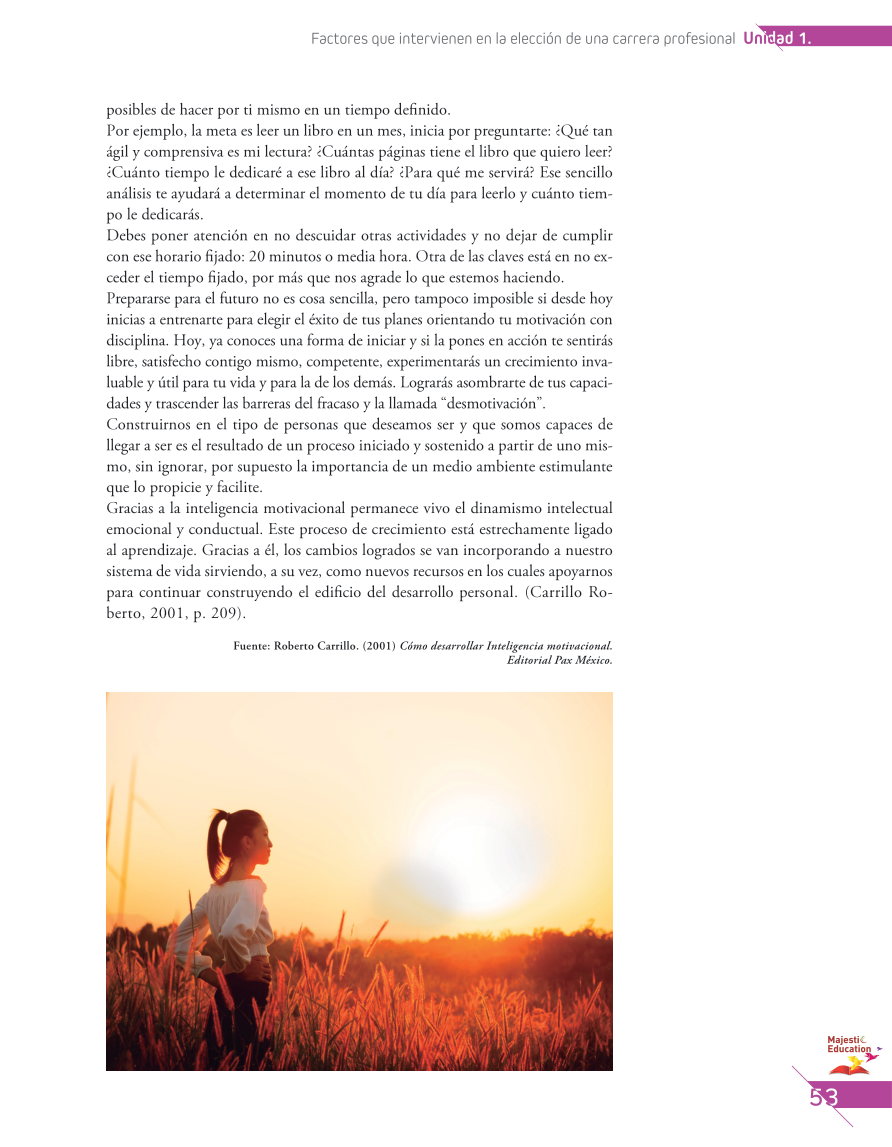 Factores que intervienen en la elección de una carrera profesional Unidad 1.
posibles de hacer por ti mismo en un tiempo definido.
Por ejemplo, la meta es leer un libro en un mes, inicia por preguntarte: ¿Qué tan
ágil y comprensiva es mi lectura? ¿Cuántas páginas tiene el libro que quiero leer?
¿Cuánto tiempo le dedicaré a ese libro al día? ¿Para qué me servirá? Ese sencillo
análisis te ayudará a determinar el momento de tu día para leerlo y cuánto tiem-
po le dedicarás.
Debes poner atención en no descuidar otras actividades y no dejar de cumplir
con ese horario fijado: 20 minutos o media hora. Otra de las claves está en no ex-
ceder el tiempo fijado, por más que nos agrade lo que estemos haciendo.
Prepararse para el futuro no es cosa sencilla, pero tampoco imposible si desde hoy
inicias a entrenarte para elegir el éxito de tus planes orientando tu motivación con
disciplina. Hoy, ya conoces una forma de iniciar y si la pones en acción te sentirás
libre, satisfecho contigo mismo, competente, experimentarás un crecimiento inva-
luable y útil para tu vida y para la de los demás. Lograrás asombrarte de tus capaci-
dades y trascender las barreras del fracaso y la llamada “desmotivación”.
Construirnos en el tipo de personas que deseamos ser y que somos capaces de
llegar a ser es el resultado de un proceso iniciado y sostenido a partir de uno mis-
mo, sin ignorar, por supuesto la importancia de un medio ambiente estimulante
que lo propicie y facilite.
Gracias a la inteligencia motivacional permanece vivo el dinamismo intelectual
emocional y conductual. Este proceso de crecimiento está estrechamente ligado
al aprendizaje. Gracias a él, los cambios logrados se van incorporando a nuestro
sistema de vida sirviendo, a su vez, como nuevos recursos en los cuales apoyarnos
para continuar construyendo el edificio del desarrollo personal. (Carrillo Ro-
berto, 2001, p. 209).
Fuente: Roberto Carrillo. (2001) Cómo desarrollar Inteligencia motivacional.
Editorial Pax México.
Majestic
Education
53